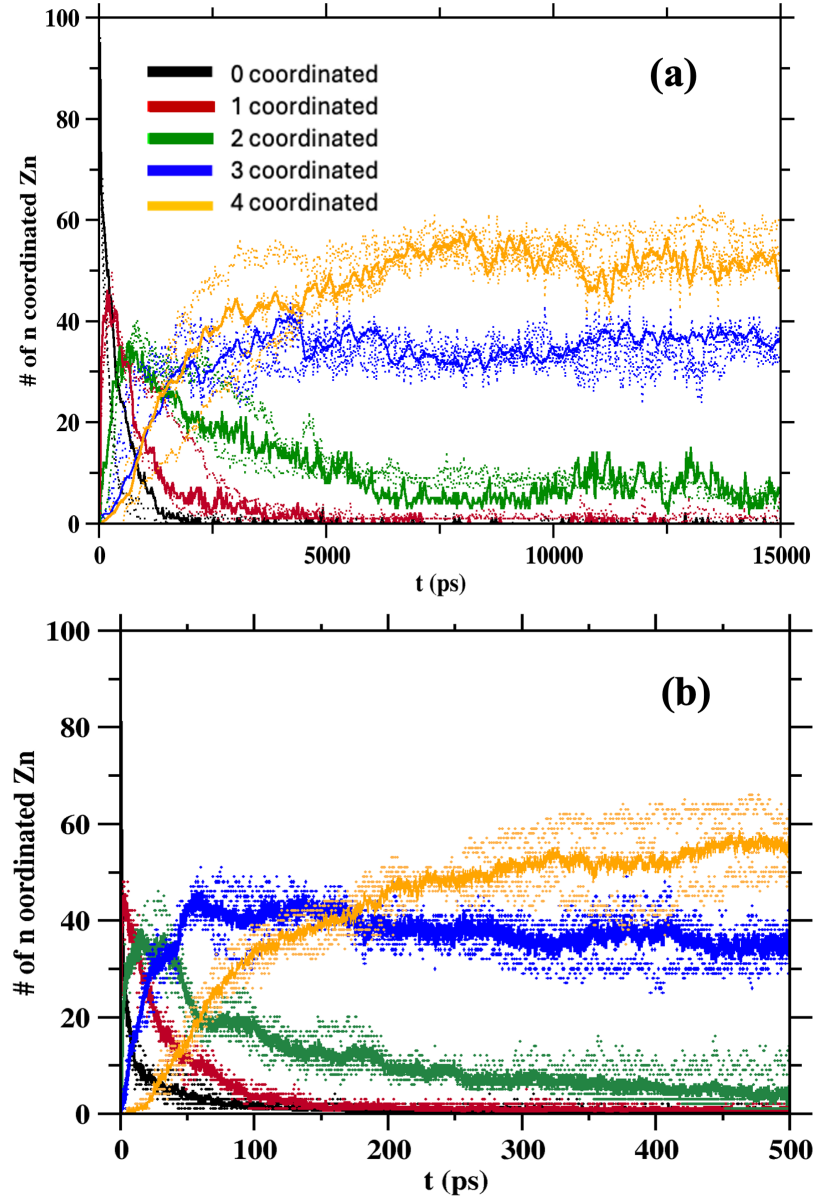 100
80
60
40
20
0
# of n coordinated Zn
(a)
0 coordinated
1 coordinated
2 coordinated
3 coordinated
4 coordinated
0
5000
10000
15000
t (ps)
100
80
60
40
20
0
# of n oordinated Zn
(b)
0
100
200
300
400
500
t (ps)